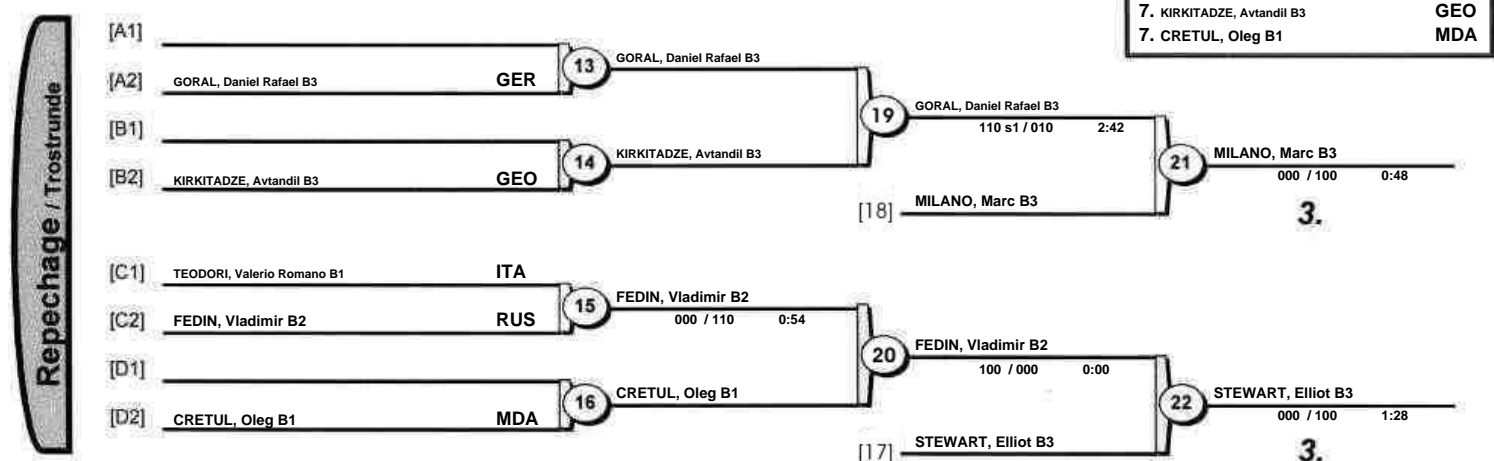 7. KIRKITADZE, Avtandil B3 GEO
7. CRETUL, Oleg B1 MDA
Repechage / Trostrunde
[A1]
[A2] GORAL, Daniel Rafael B3 GER
13 GORAL, Daniel Rafael B3
[B1]
[B2] KIRKITADZE, Avtandil B3 GEO
14 KIRKITADZE, Avtandil B3
19 GORAL, Daniel Rafael B3
110 s1 / 010 2:42
[18] MILANO, Marc B3
21 MILANO, Marc B3
000 / 100 0:48
3.
[C1] TEODORI, Valerio Romano B1 ITA
[C2] FEDIN, Vladimir B2 RUS
15 FEDIN, Vladimir B2
000 / 110 0:54
[D1]
[D2] CRETUL, Oleg B1 MDA
16 CRETUL, Oleg B1
20 FEDIN, Vladimir B2
100 / 000 0:00
[17] STEWART, Elliot B3
22 STEWART, Elliot B3
000 / 100 1:28
3.